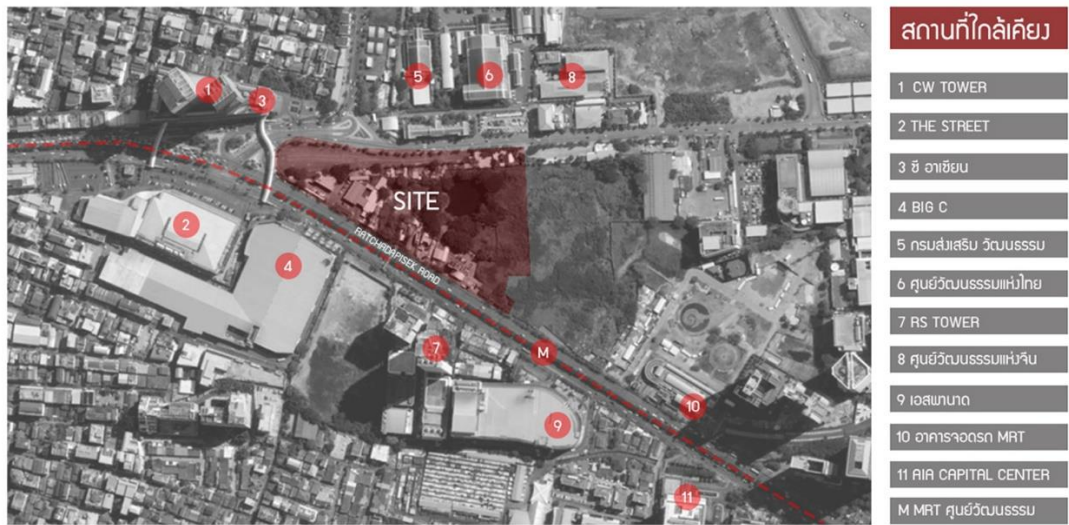 สถานที่ใกล้เคียง
1 CW TOWER
2 THE STREET
3 ซี อาเซียน
4 BIG C
5 กรมส่งเสริม วัฒนธรรม
6 ศูนย์วัฒนธรรมแห่งไทย
7 RS TOWER
8 ศูนย์วัฒนธรรมแห่งจีน
9 เอสพานาด
10 อาคารจอดรถ MRT
11 AIA CAPITAL CENTER
M MRT ศูนย์วัฒนธรรม
1
3
5
6
8
SITE
2
RATCHADAPISEK ROAD
4
7
M
10
9
11